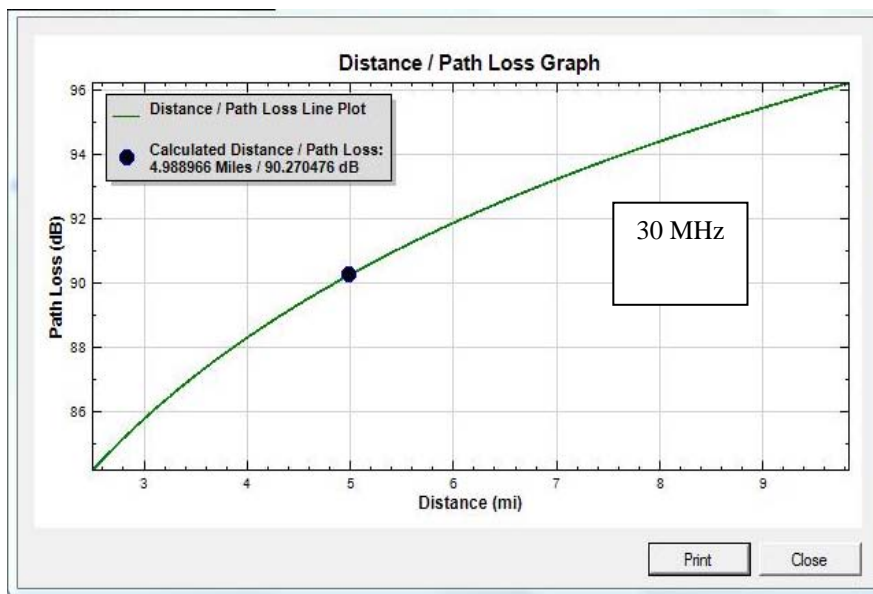 Distance / Path Loss Graph
Distance / Path Loss Line Plot
Calculated Distance / Path Loss:
4.988966 Miles / 90.270476 dB
30 MHz
Path Loss (dB)
96
94
92
90
88
86
3 4 5 6 7 8 9
Distance (mi)
Print Close